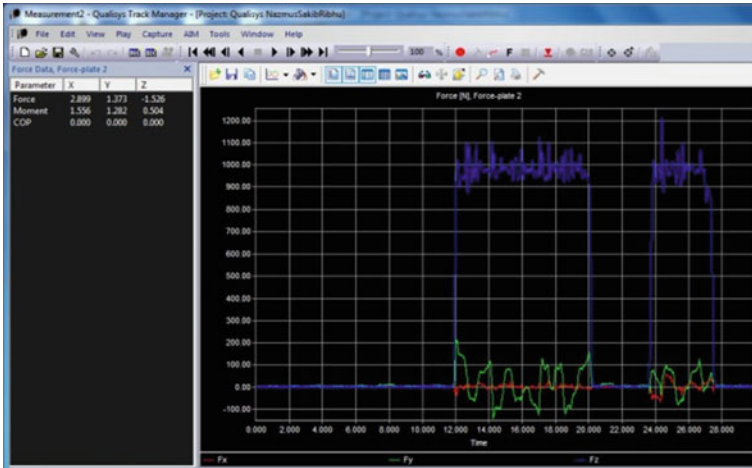 Measurement2 - Qualisys Track Manager - [Project: Qualisys NazmusSakibRibhu]
File Edit View Play Capture AIM Tools Window Help
100 %
F
Force Data, Force-plate 2
Parameter X Y Z
Force 2.899 1.373 -1.526
Moment 1.556 1.282 0.504
COP 0.000 0.000 0.000
Force [N], Force-plate 2
1200.00
1100.00
1000.00
900.00
800.00
700.00
600.00
500.00
400.00
300.00
200.00
100.00
0.00
-100.00
0.000 2.000 4.000 6.000 8.000 10.000 12.000 14.000 16.000 18.000 20.000 22.000 24.000 26.000 28.000
Time
Fx Fy Fz